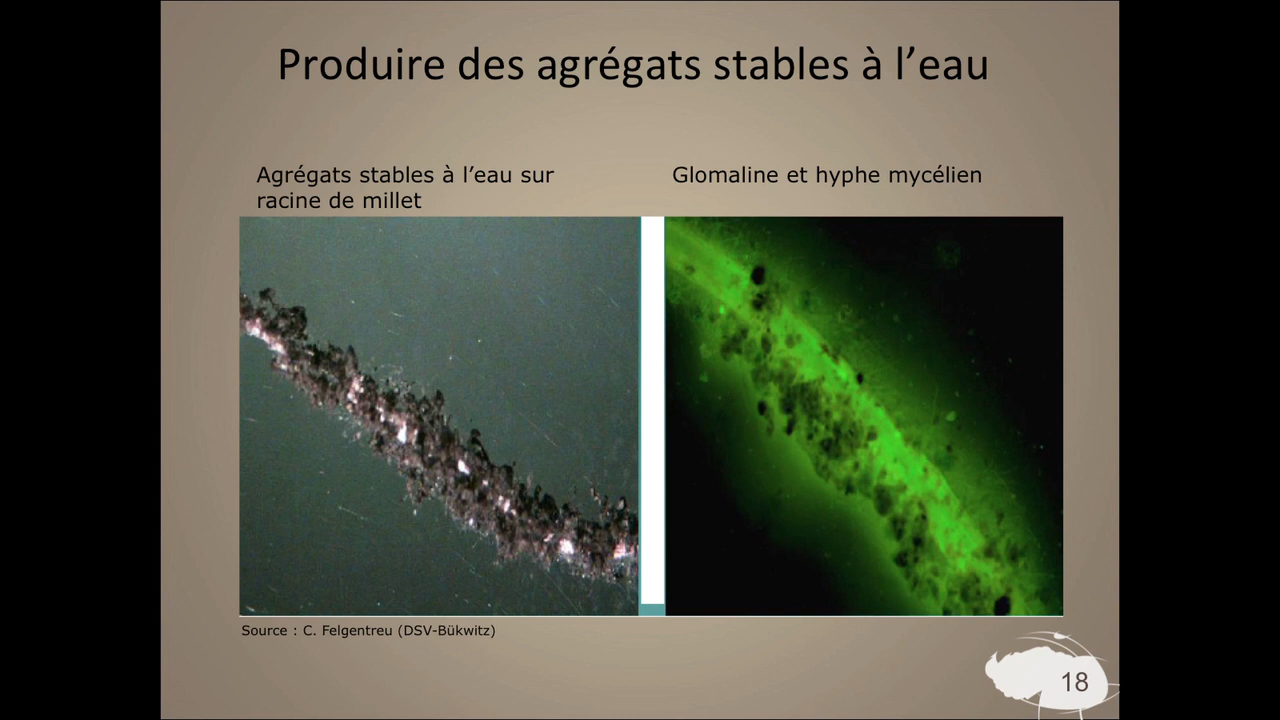 Produire des agrégats stables à l’eau
Agrégats stables à l’eau sur
racine de millet
Glomaline et hyphe mycélien
Source : C. Felgentreu (DSV-Bükwitz)
18